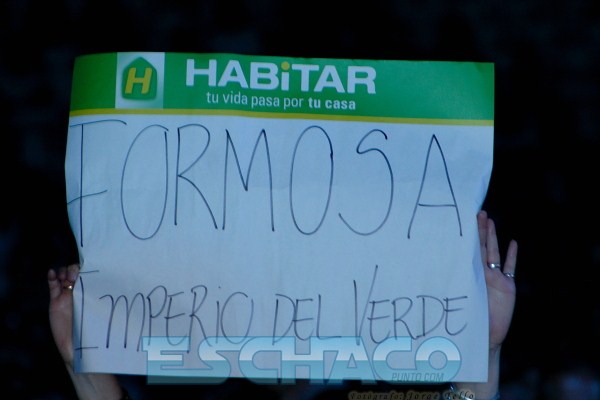 H HABiTAR
tu vida pasa por tu casa
FORMOSA
IMPERIO DEL VERDE
ESCHACO
PUNTO.COM